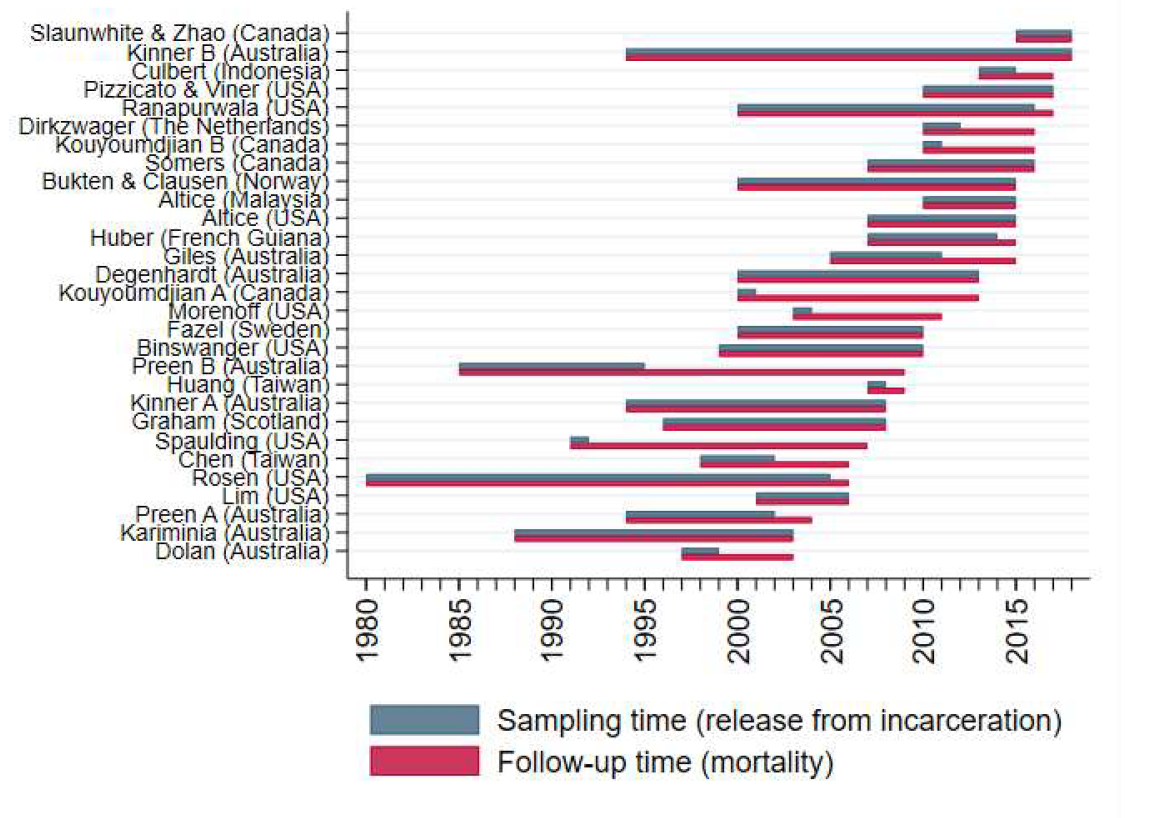 Slaunwhite & Zhao (Canada)
Kinner B (Australia)
Culbert (Indonesia)
Pizzicato & Viner (USA)
Ranapurwala (USA)
Dirkzwager (The Netherlands)
Kouyoumdjian B (Canada)
Somers (Canada)
Bukten & Clausen (Norway)
Altice (Malaysia)
Altice (USA)
Huber (French Guiana)
Giles (Australia)
Degenhardt (Australia)
Kouyoumdjian A (Canada)
Morenoff (USA)
Fazel (Sweden)
Binswanger (USA)
Preen B (Australia)
Huang (Taiwan)
Kinner A (Australia)
Graham (Scotland)
Spaulding (USA)
Chen (Taiwan)
Rosen (USA)
Lim (USA)
Preen A (Australia)
Kariminia (Australia)
Dolan (Australia)
1980 1985 1990 1995 2000 2005 2010 2015
Sampling time (release from incarceration)
Follow-up time (mortality)